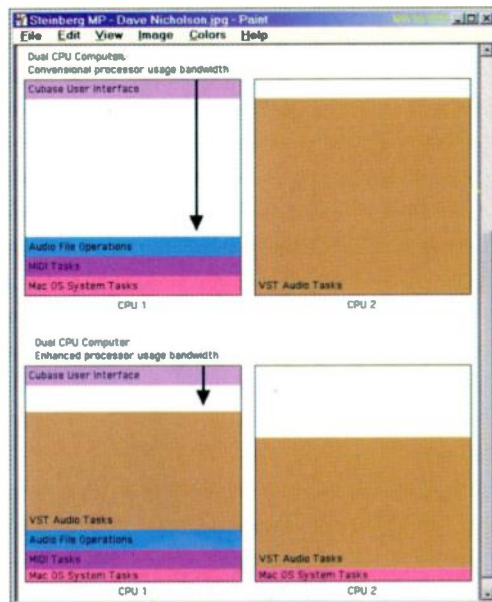 Steinberg MP - Dave Nicholson.jpg - Paint
File Edit View Image Colors Help
Dual CPU Computer.
Conventional processor usage bandwidth
Cubase User Interface
Audio File Operations
MIDI Tasks
Mac OS System Tasks
VST Audio Tasks
CPU 1
CPU 2
Dual CPU Computer
Enhanced processor usage bandwidth
Cubase User Interface
VST Audio Tasks
Audio File Operations
MIDI Tasks
Mac OS System Tasks
VST Audio Tasks
Mac OS System Tasks
CPU 1
CPU 2